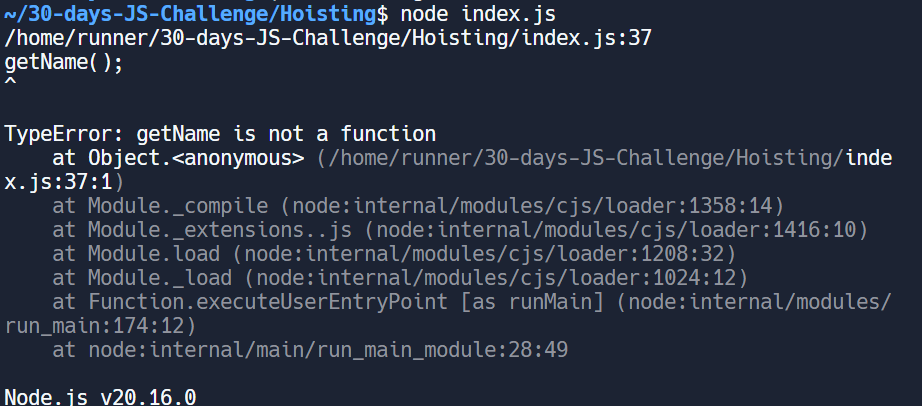 ~/30-days-JS-Challenge/Hoisting$ node index.js
/home/runner/30-days-JS-Challenge/Hoisting/index.js:37
getName();
^
TypeError: getName is not a function
    at Object.<anonymous> (/home/runner/30-days-JS-Challenge/Hoisting/inde
x.js:37:1)
    at Module._compile (node:internal/modules/cjs/loader:1358:14)
    at Module._extensions..js (node:internal/modules/cjs/loader:1416:10)
    at Module.load (node:internal/modules/cjs/loader:1208:32)
    at Module._load (node:internal/modules/cjs/loader:1024:12)
    at Function.executeUserEntryPoint [as runMain] (node:internal/modules/
run_main:174:12)
    at node:internal/main/run_main_module:28:49
Node.js v20.16.0